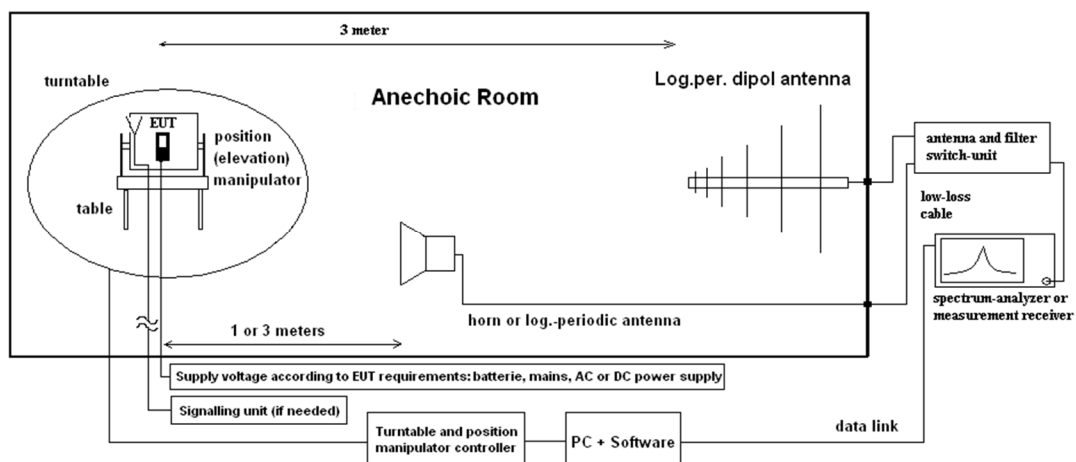 3 meter
turntable
Log.per. dipol antenna
Anechoic Room
EUT
position
(elevation)
manipulator
table
antenna and filter
switch-unit
low-loss
cable
spectrum-analyzer or
measurement receiver
horn or log.-periodic antenna
1 or 3 meters
Supply voltage according to EUT requirements: batterie, mains, AC or DC power supply
Signalling unit (if needed)
Turntable and position
manipulator controller
PC + Software
data link